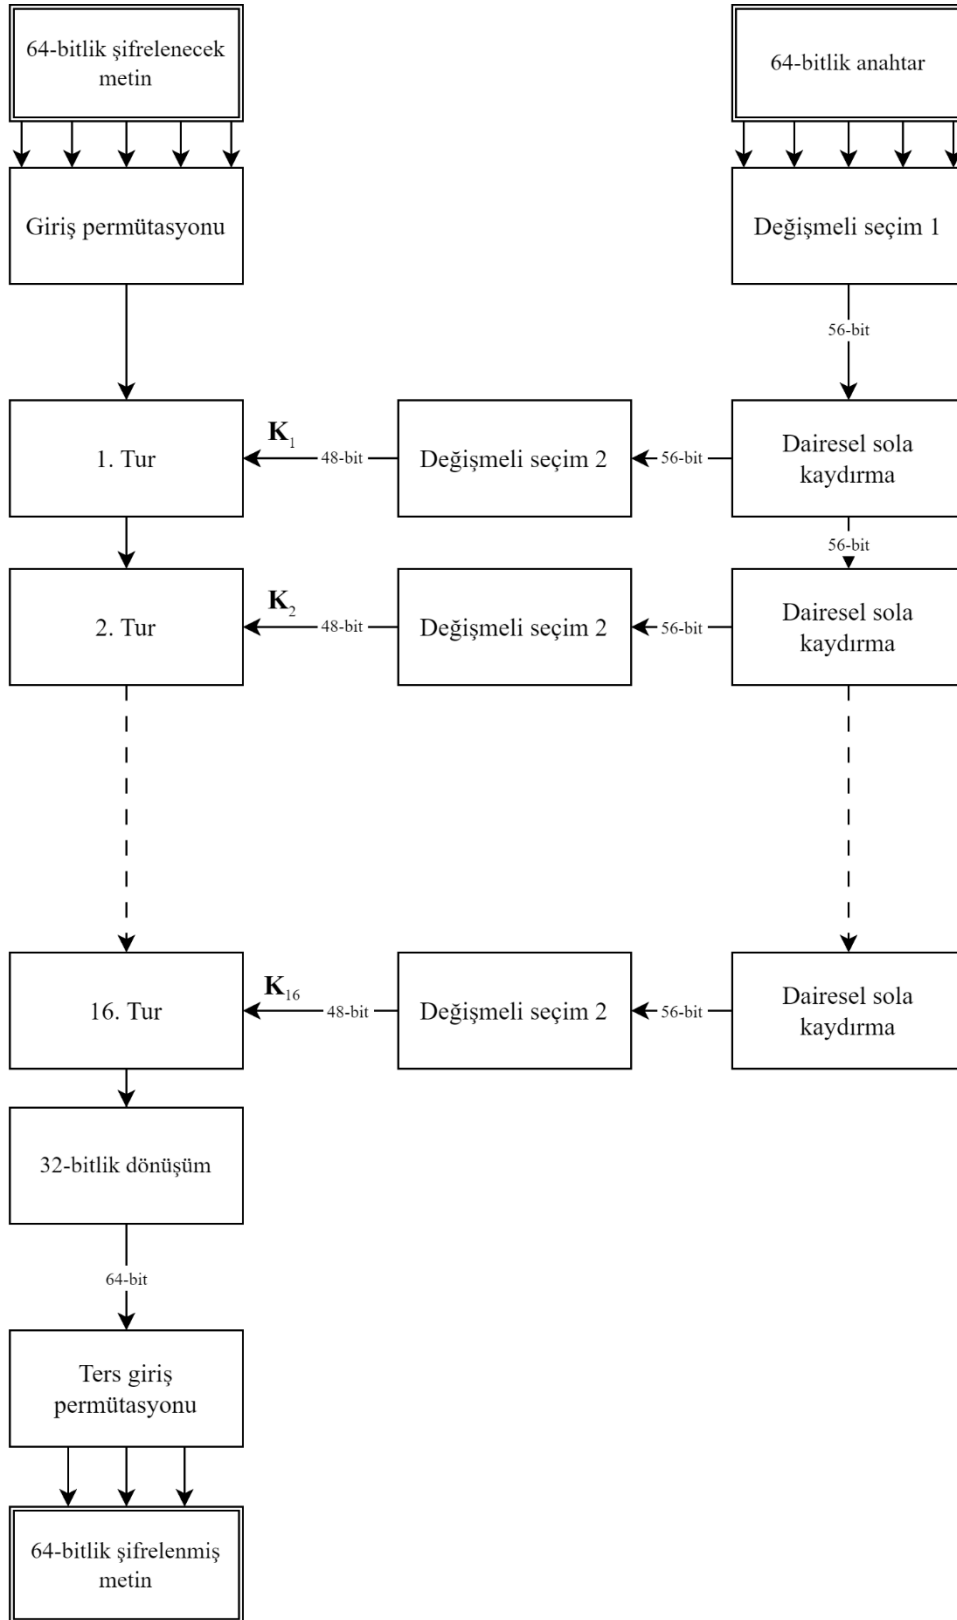 64-bitlik şifrelenecek
metin
64-bitlik anahtar
Giriş permütasyonu
Değişmeli seçim 1
56-bit
1. Tur
K1
48-bit
Değişmeli seçim 2
56-bit
Dairesel sola
kaydırma
56-bit
2. Tur
K2
48-bit
Değişmeli seçim 2
56-bit
Dairesel sola
kaydırma
16. Tur
K16
48-bit
Değişmeli seçim 2
56-bit
Dairesel sola
kaydırma
32-bitlik dönüşüm
64-bit
Ters giriş
permütasyonu
64-bitlik şifrelenmiş
metin